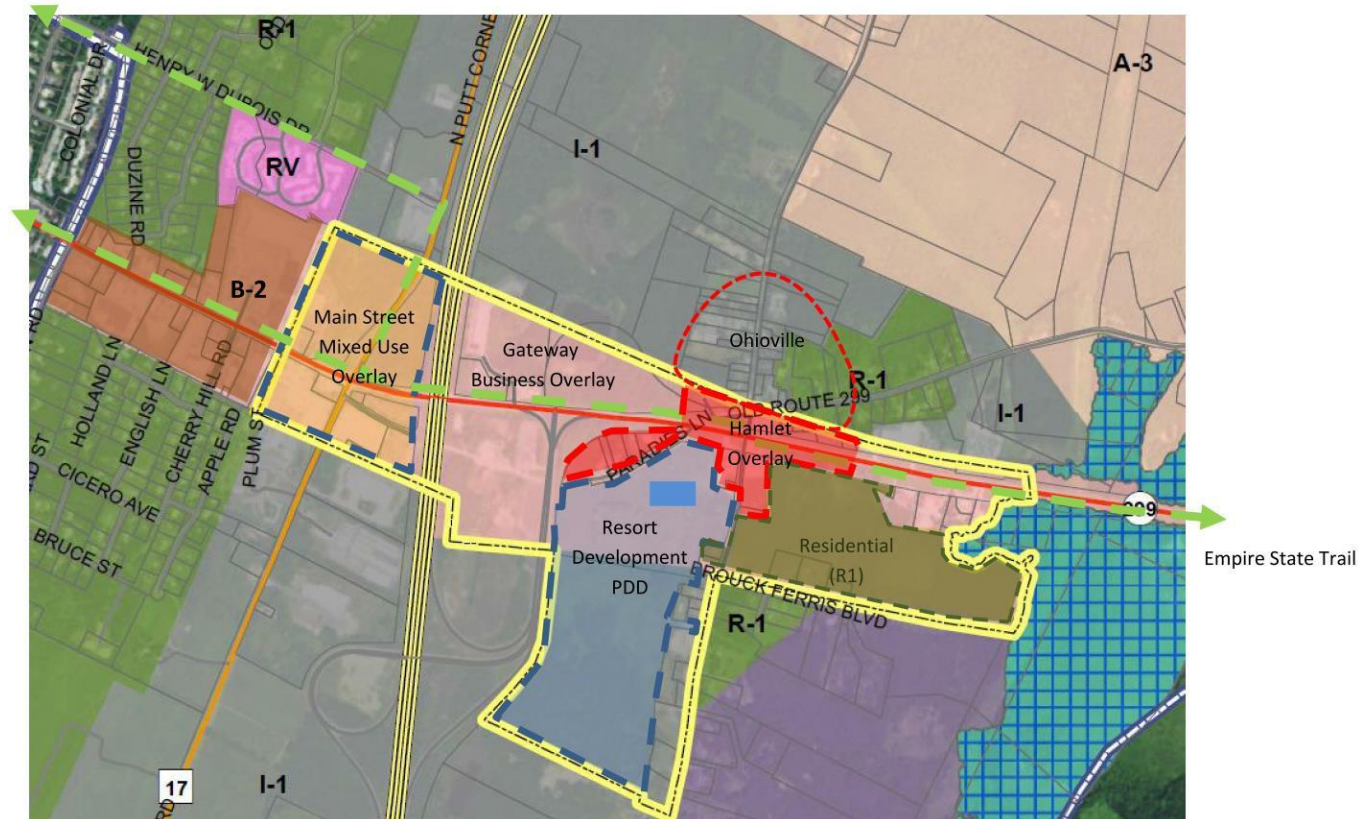 R-1
A-3
COLONIAL DR
HENRY W DUBOIS DR
N PUTT CORNE
I-1
DUZINE RD
RV
B-2
Main Street
Mixed Use
Overlay
Gateway
Business Overlay
Ohioville
R-1
OLD ROUTE 299
I-1
Hamlet
Overlay
PARADIES LN
HOLLAND LN
ENGLISH LN
CHERRY HILL RD
APPLE RD
PLUM ST
CICERO AVE
BRUCE ST
Resort
Development
PDD
Residential
(R1)
299
Empire State Trail
BROUCK FERRIS BLVD
R-1
17
I-1
RD